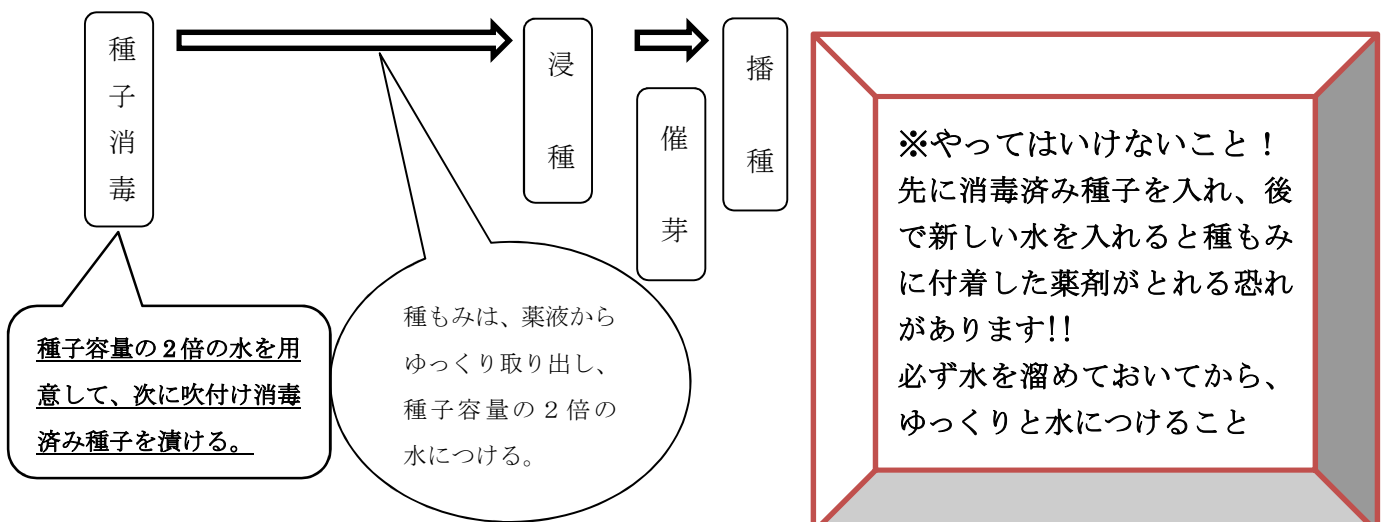 種子消毒
浸種
催芽
播種
種子容量の２倍の水を用
意して、次に吹付け消毒
済み種子を漬ける。
種もみは、薬液から
ゆっくり取り出し、
種子容量の２倍の
水につける。
※やってはいけないこと！
先に消毒済み種子を入れ、後
で新しい水を入れると種もみ
に付着した薬剤がとれる恐れ
があります!!
必ず水を溜めておいてから、
ゆっくりと水につけること